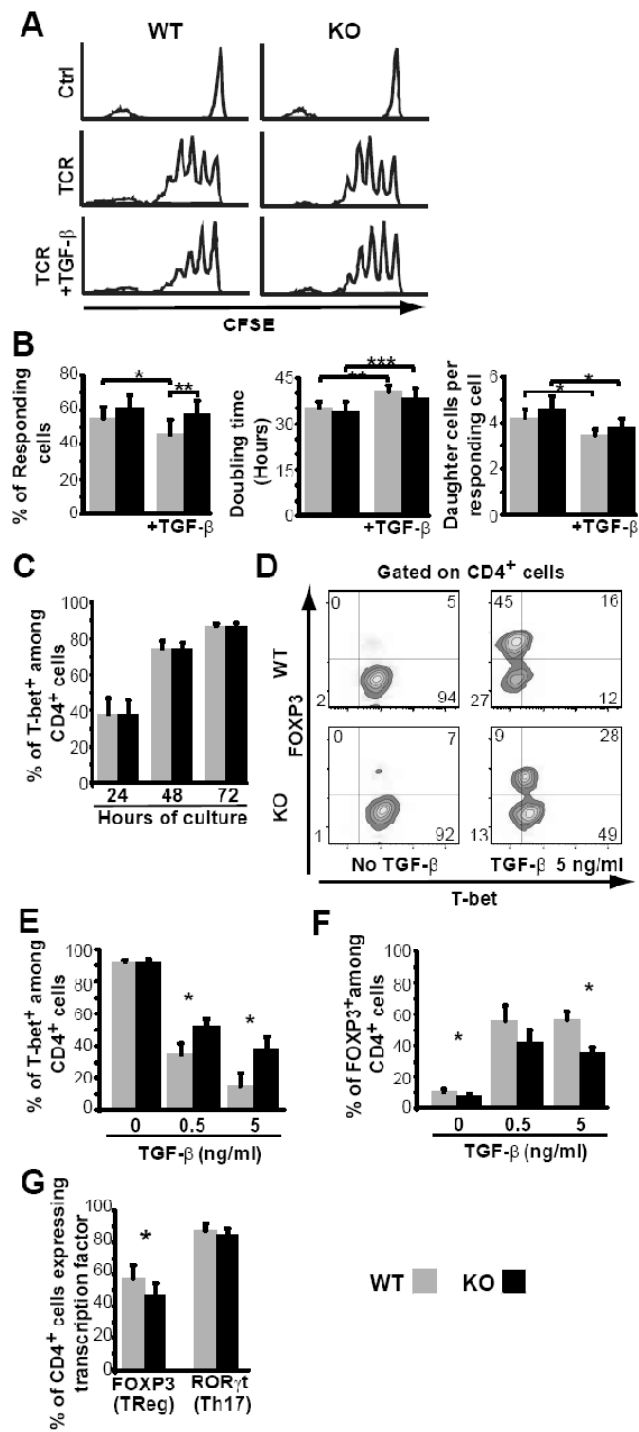 A
WT
KO
Ctrl
TCR
TCR
+TGF-β
CFSE
B
% of Responding
cells
80
60
40
20
0
*
**
+TGF-β
Doubling time
(Hours)
45
30
15
0
**
***
+TGF-β
Daughter cells per
responding cell
6
4
2
0
*
*
+TGF-β
C
% of T-bet+ among
CD4+ cells
100
80
60
40
20
0
24 48 72
Hours of culture
D
Gated on CD4+ cells
FOXP3
WT
0 5
2 94
45 16
27 12
KO
0 7
1 92
9 28
13 49
No TGF-β
TGF-β 5 ng/ml
T-bet
E
% of T-bet+ among
CD4+ cells
100
80
60
40
20
0
*
*
0 0.5 5
TGF-β (ng/ml)
F
% of FOXP3+among
CD4+ cells
100
80
60
40
20
0
*
*
0 0.5 5
TGF-β (ng/ml)
G
% of CD4+ cells expressing
transcription factor
100
80
60
40
20
0
*
FOXP3
(TReg)
RORγt
(Th17)
WT
KO